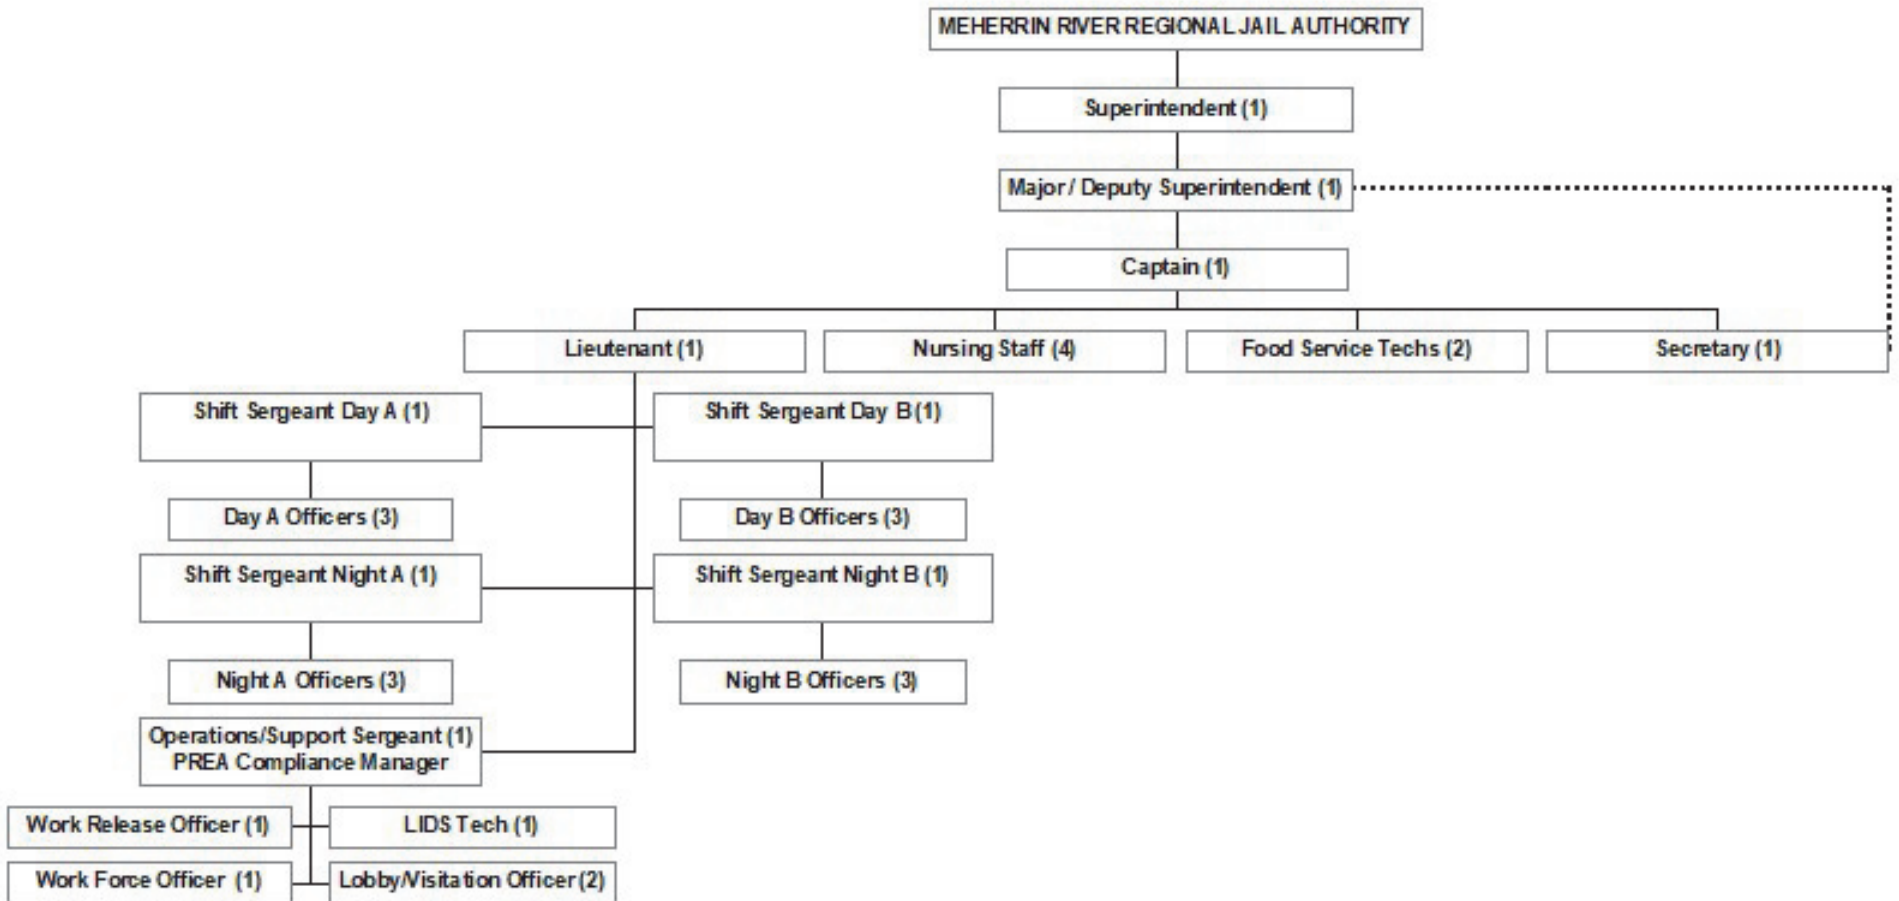 MEHERRIN RIVER REGIONAL JAIL AUTHORITY
Superintendent (1)
Major / Deputy Superintendent (1)
Captain (1)
Lieutenant (1)
Nursing Staff (4)
Food Service Techs (2)
Secretary (1)
Shift Sergeant Day A (1)
Shift Sergeant Day B (1)
Day A Officers (3)
Day B Officers (3)
Shift Sergeant Night A (1)
Shift Sergeant Night B (1)
Night A Officers (3)
Night B Officers (3)
Operations/Support Sergeant (1)
PREA Compliance Manager
Work Release Officer (1)
LIDS Tech (1)
Work Force Officer (1)
Lobby/Visitation Officer (2)